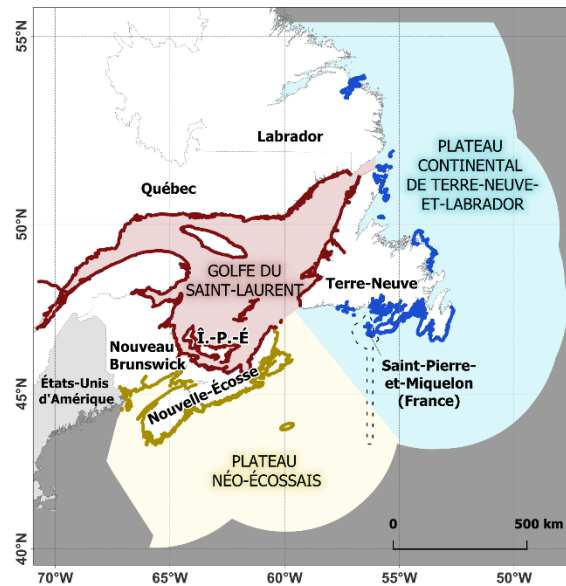 55°N
Labrador
PLATEAU
CONTINENTAL
DE TERRE-NEUVE-
ET-LABRADOR
Québec
50°N
GOLFE DU
SAINT-LAURENT
Terre-Neuve
Î.-P.-É
Nouveau
Brunswick
Saint-Pierre-
et-Miquelon
(France)
45°N
États-Unis
d'Amérique
Nouvelle-Écosse
PLATEAU
NÉO-ÉCOSSAIS
0 500 km
40°N
70°W 65°W 60°W 55°W 50°W